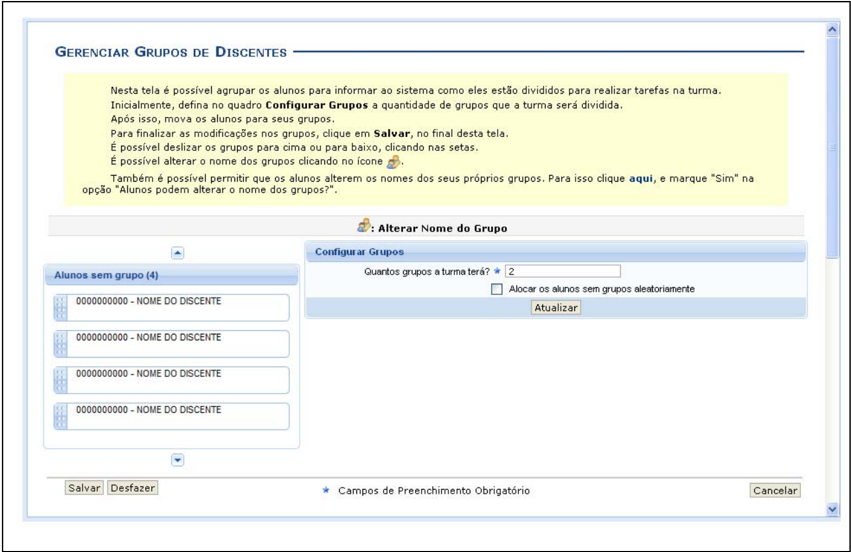 GERENCIAR GRUPOS DE DISCENTES
Nesta tela é possível agrupar os alunos para informar ao sistema como eles estão divididos para realizar tarefas na turma.
Inicialmente, defina no quadro Configurar Grupos a quantidade de grupos que a turma será dividida.
Após isso, mova os alunos para seus grupos.
Para finalizar as modificações nos grupos, clique em Salvar, no final desta tela.
É possível deslizar os grupos para cima ou para baixo, clicando nas setas.
É possível alterar o nome dos grupos clicando no ícone .
Também é possível permitir que os alunos alterem os nomes dos seus próprios grupos. Para isso clique aqui, e marque "Sim" na
opção "Alunos podem alterar o nome dos grupos?".
: Alterar Nome do Grupo
Alunos sem grupo (4)
0000000000 - NOME DO DISCENTE
0000000000 - NOME DO DISCENTE
0000000000 - NOME DO DISCENTE
0000000000 - NOME DO DISCENTE
Configurar Grupos
Quantos grupos a turma terá? 2
Alocar os alunos sem grupos aleatoriamente
Atualizar
Salvar Desfazer
Campos de Preenchimento Obrigatório
Cancelar